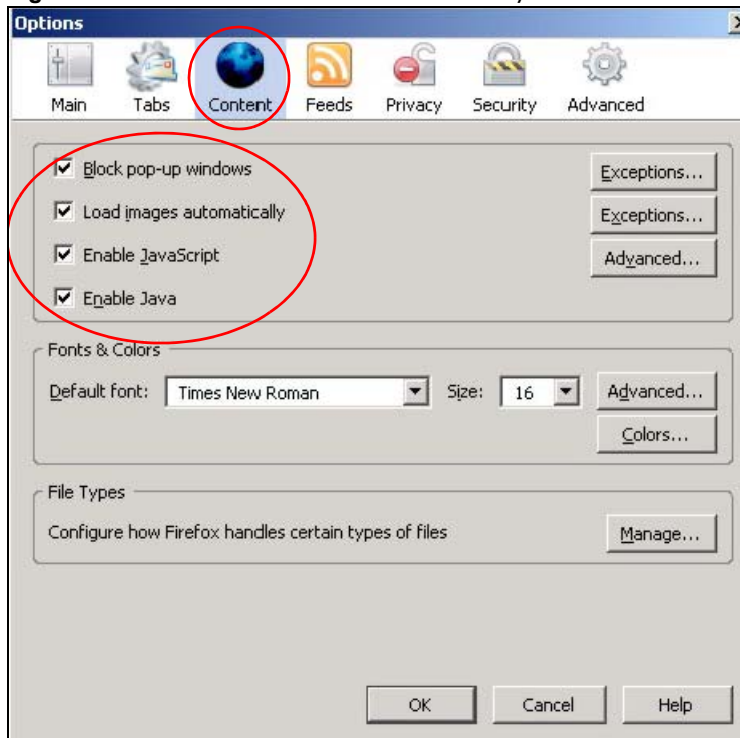 Options
Main Tabs Content Feeds Privacy Security Advanced
Block pop-up windows Exceptions...
Load images automatically Exceptions...
Enable JavaScript Advanced...
Enable Java
Fonts & Colors
Default font: Times New Roman Size: 16 Advanced...
Colors...
File Types
Configure how Firefox handles certain types of files Manage...
OK Cancel Help